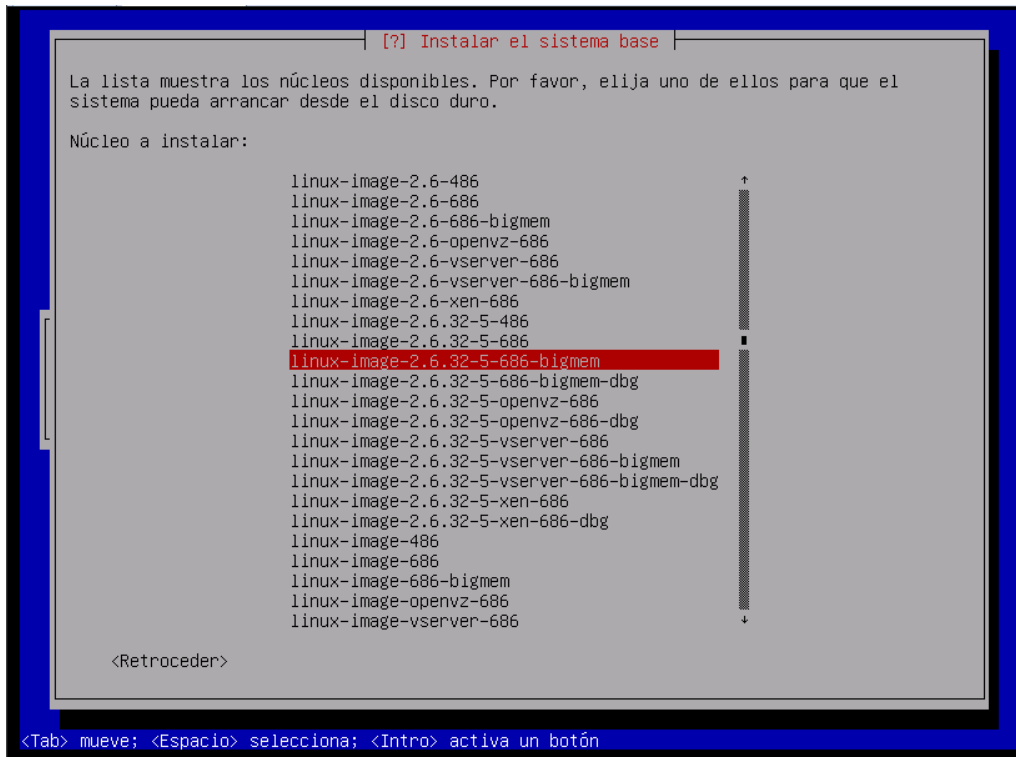 [?] Instalar el sistema base
La lista muestra los núcleos disponibles. Por favor, elija uno de ellos para que el
sistema pueda arrancar desde el disco duro.
Núcleo a instalar:
linux-image-2.6-486
linux-image-2.6-686
linux-image-2.6-686-bigmem
linux-image-2.6-openvz-686
linux-image-2.6-vserver-686
linux-image-2.6-vserver-686-bigmem
linux-image-2.6-xen-686
linux-image-2.6.32-5-486
linux-image-2.6.32-5-686
linux-image-2.6.32-5-686-bigmem
linux-image-2.6.32-5-686-bigmem-dbg
linux-image-2.6.32-5-openvz-686
linux-image-2.6.32-5-openvz-686-dbg
linux-image-2.6.32-5-vserver-686
linux-image-2.6.32-5-vserver-686-bigmem
linux-image-2.6.32-5-vserver-686-bigmem-dbg
linux-image-2.6.32-5-xen-686
linux-image-2.6.32-5-xen-686-dbg
linux-image-486
linux-image-686
linux-image-686-bigmem
linux-image-openvz-686
linux-image-vserver-686
<Retroceder>
<Tab> mueve; <Espacio> selecciona; <Intro> activa un botón